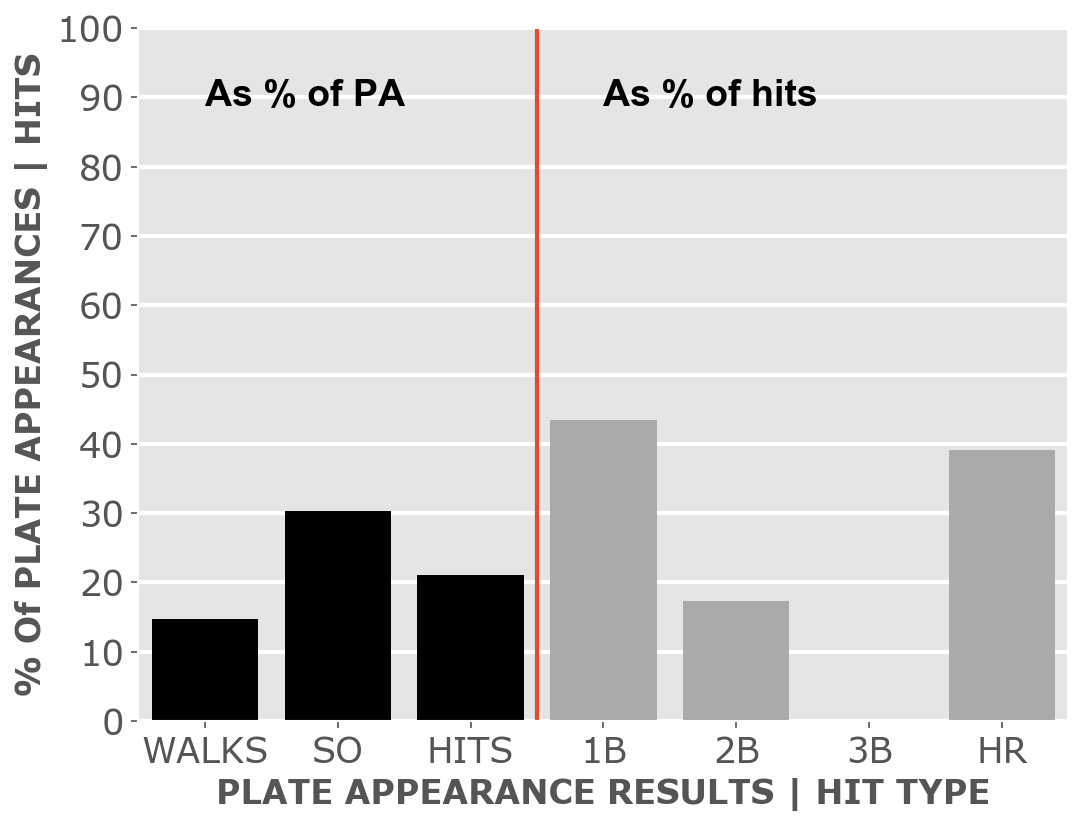 % Of PLATE APPEARANCES | HITS
100
90
80
70
60
50
40
30
20
10
0
As % of PA
As % of hits
WALKS SO HITS 1B 2B 3B HR
PLATE APPEARANCE RESULTS | HIT TYPE